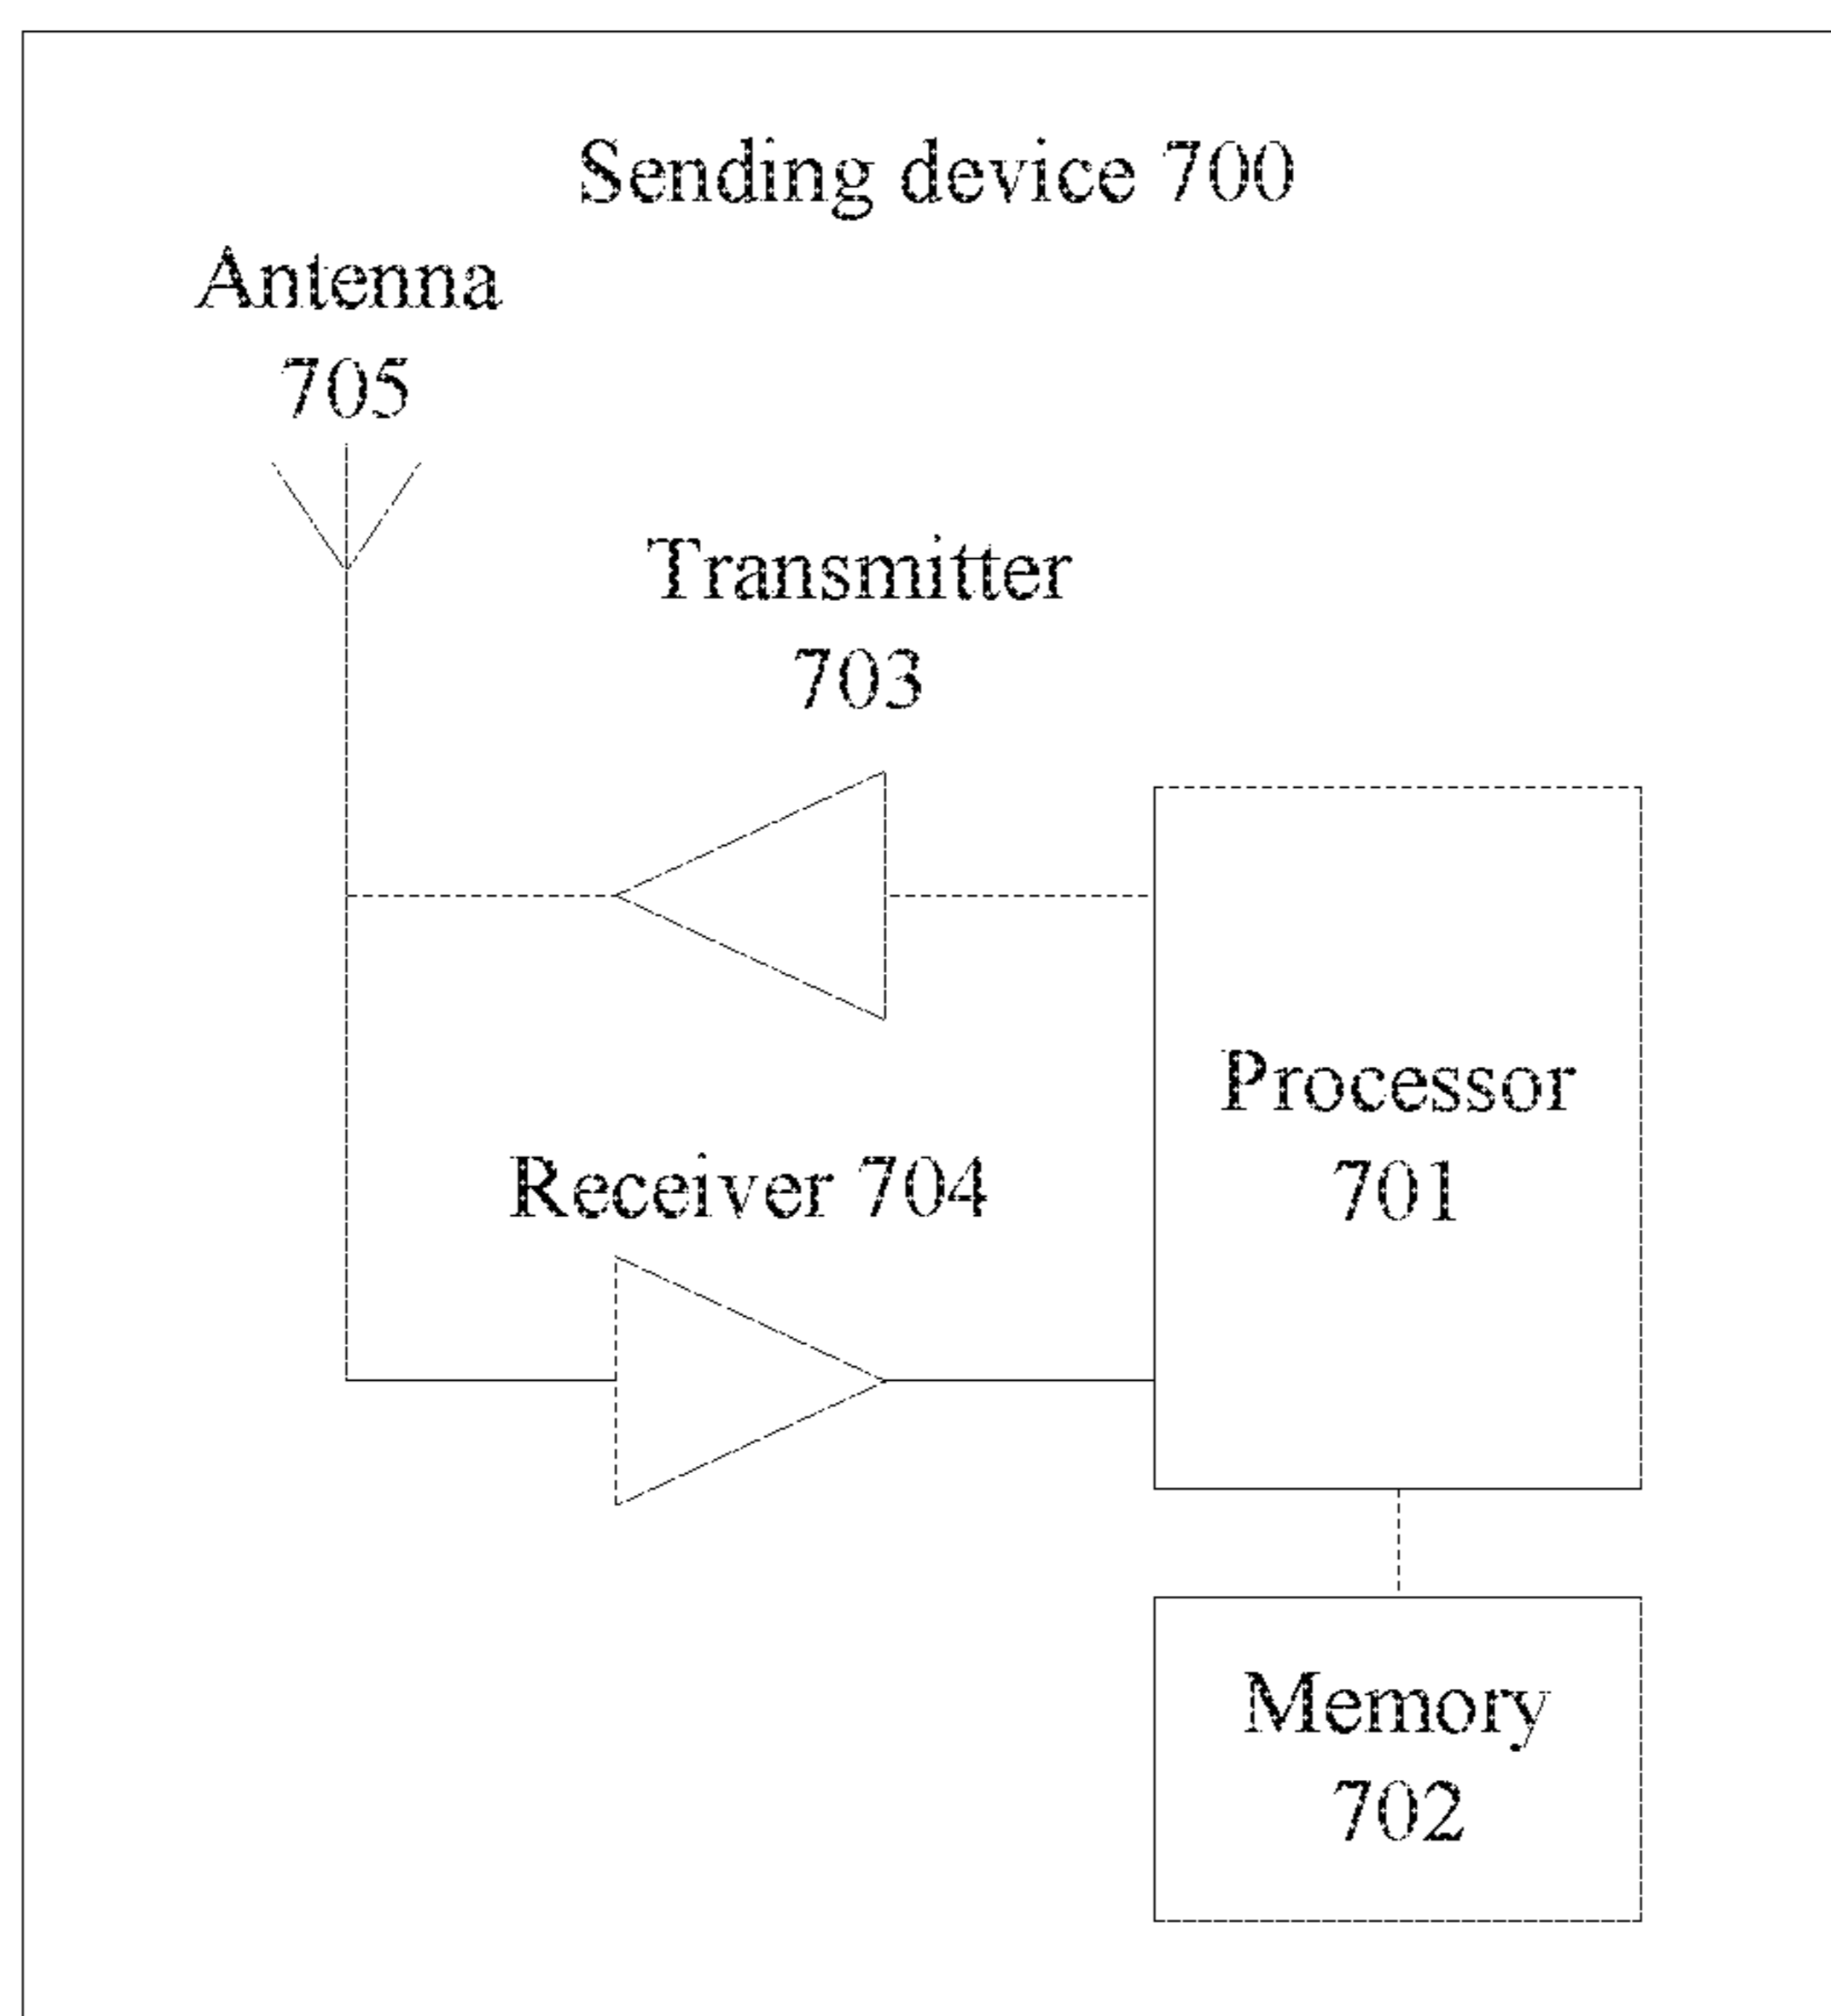 Sending device 700
Antenna
705
Transmitter
703
Processor
701
Receiver 704
Memory
702